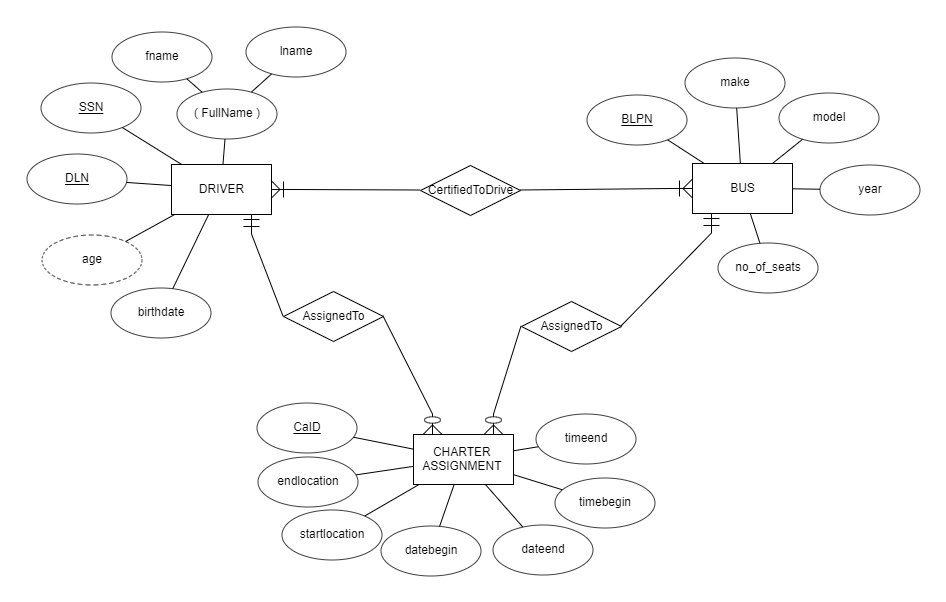 fname
lname
SSN
( FullName )
DLN
DRIVER
age
birthdate
CertifiedToDrive
make
BLPN
model
BUS
year
no_of_seats
AssignedTo
AssignedTo
CaID
CHARTER
ASSIGNMENT
timeend
endlocation
timebegin
startlocation
datebegin
dateend